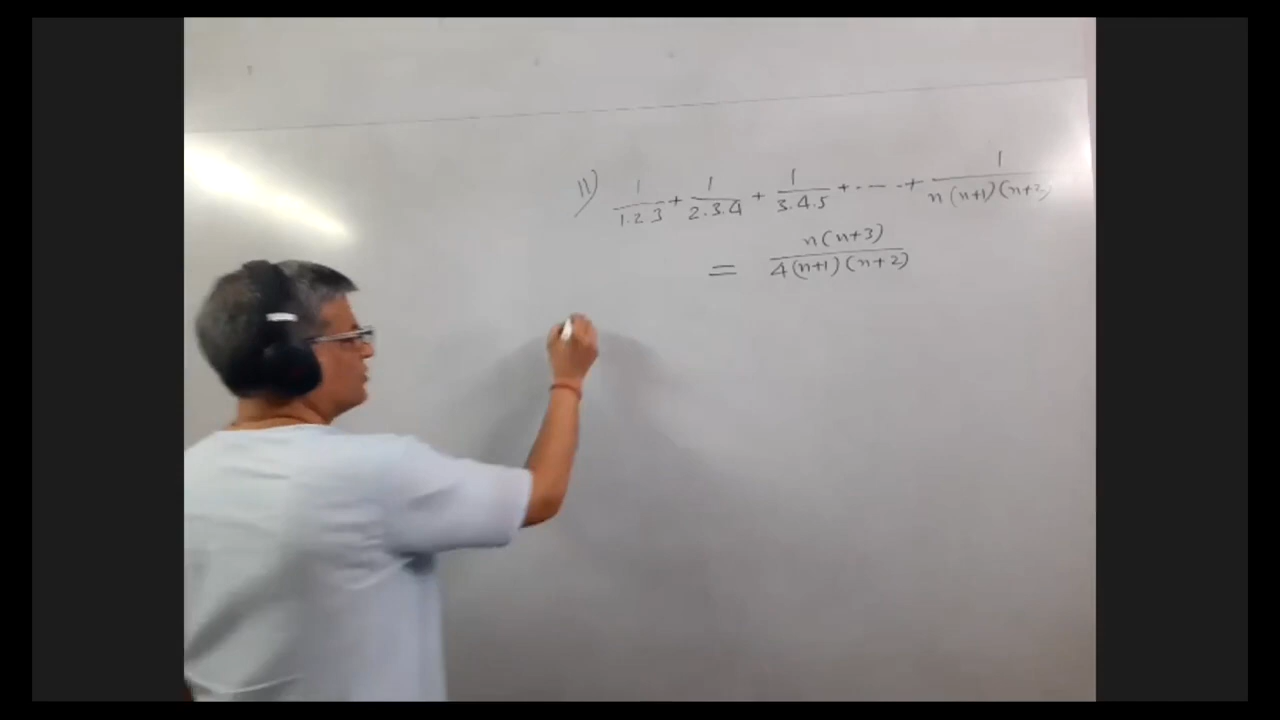 11) 1/1.2.3 + 1/2.3.4 + 1/3.4.5 + ..... + 1/n(n+1)(n+2)
= n(n+3)/4(n+1)(n+2)